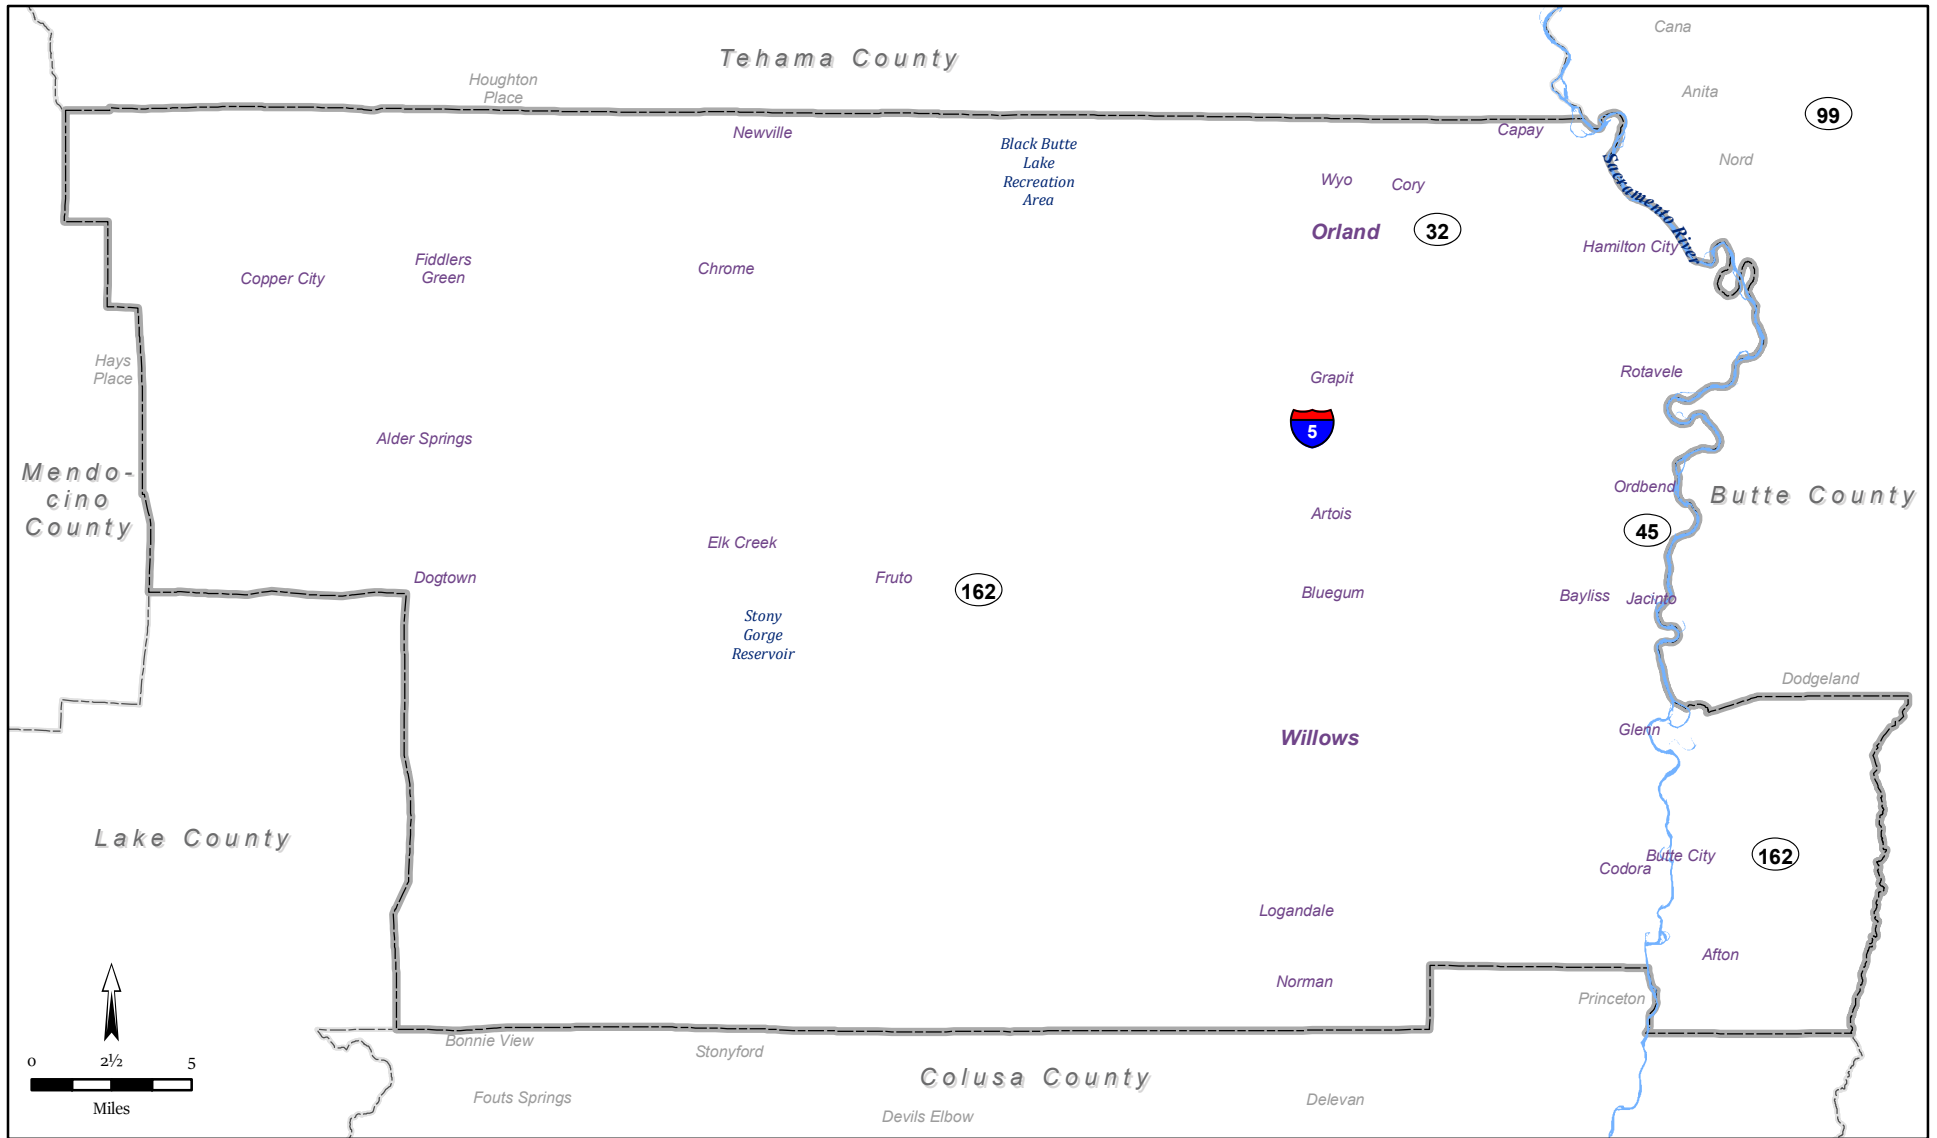 Cana
Tehama County
Houghton
Place
Anita
99
Newville
Capay
Black Butte
Lake
Recreation
Area
Nord
Wyo
Cory
Sacramento River
Orland
32
Hamilton City
Copper City
Fiddlers
Green
Chrome
Hays
Place
Grapit
Rotavele
5
Alder Springs
Mendo-
cino
County
Ordbend
Butte County
Artois
45
Elk Creek
Dogtown
Fruto
162
Bluegum
Bayliss
Jacinto
Stony
Gorge
Reservoir
Dodgeland
Glenn
Willows
Lake County
Butte City
162
Codora
Logandale
Afton
Norman
Princeton
Bonnie View
Stonyford
Colusa County
0 2½ 5
Miles
Fouts Springs
Devils Elbow
Delevan